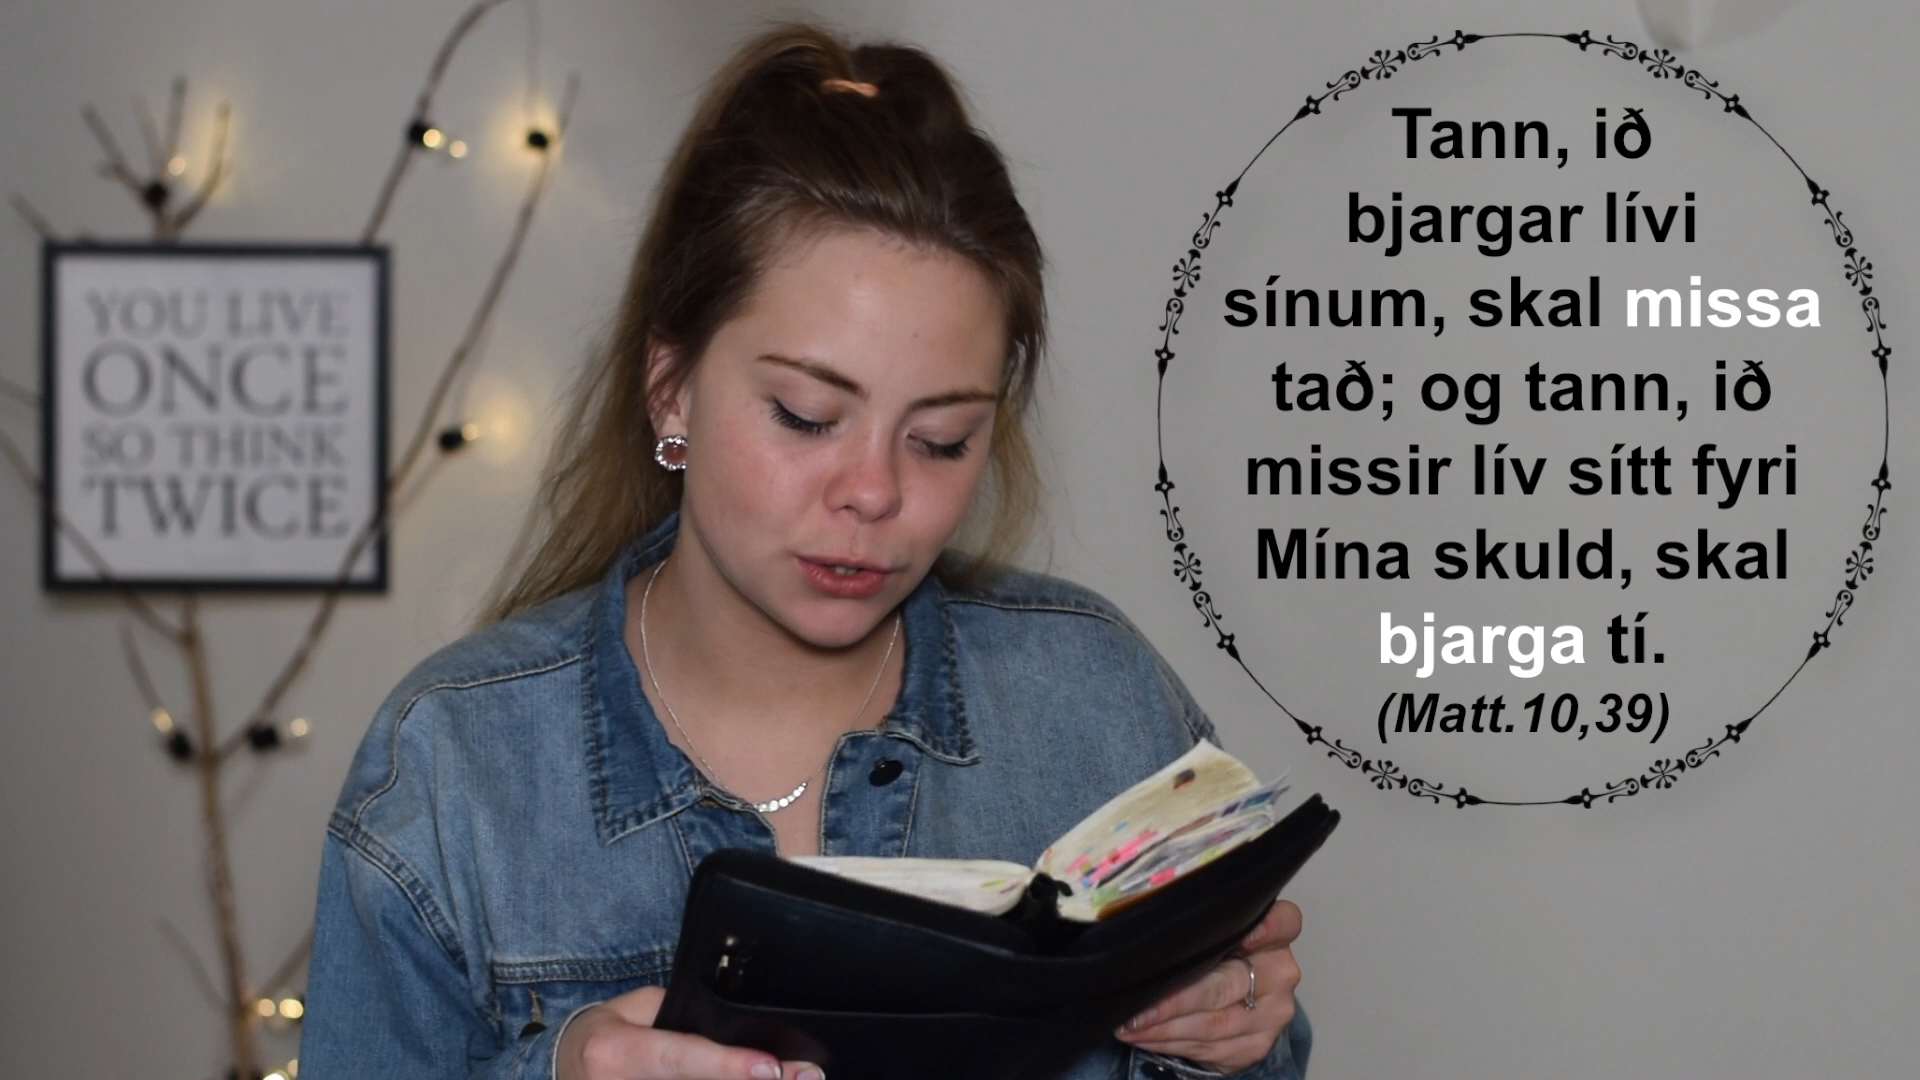 YOU LIVE
ONCE
SO THINK
TWICE
Tann, ið
bjargar lívi
sínum, skal missa
tað; og tann, ið
missir lív sítt fyri
Mína skuld, skal
bjarga tí.
(Matt.10,39)